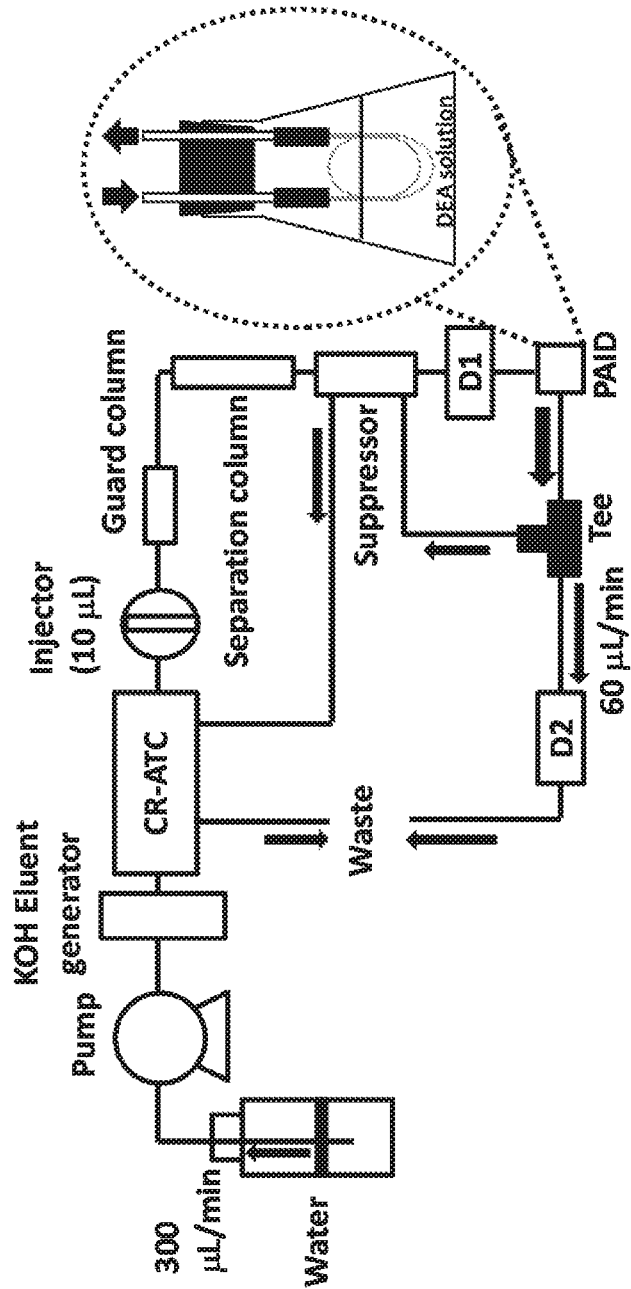 300
µL/min
Water
Pump
KOH Eluent
generator
CR-ATC
Injector
(10 µL)
Guard column
Separation column
Suppressor
D1
PAID
DEA solution
Tee
60 µL/min
D2
Waste